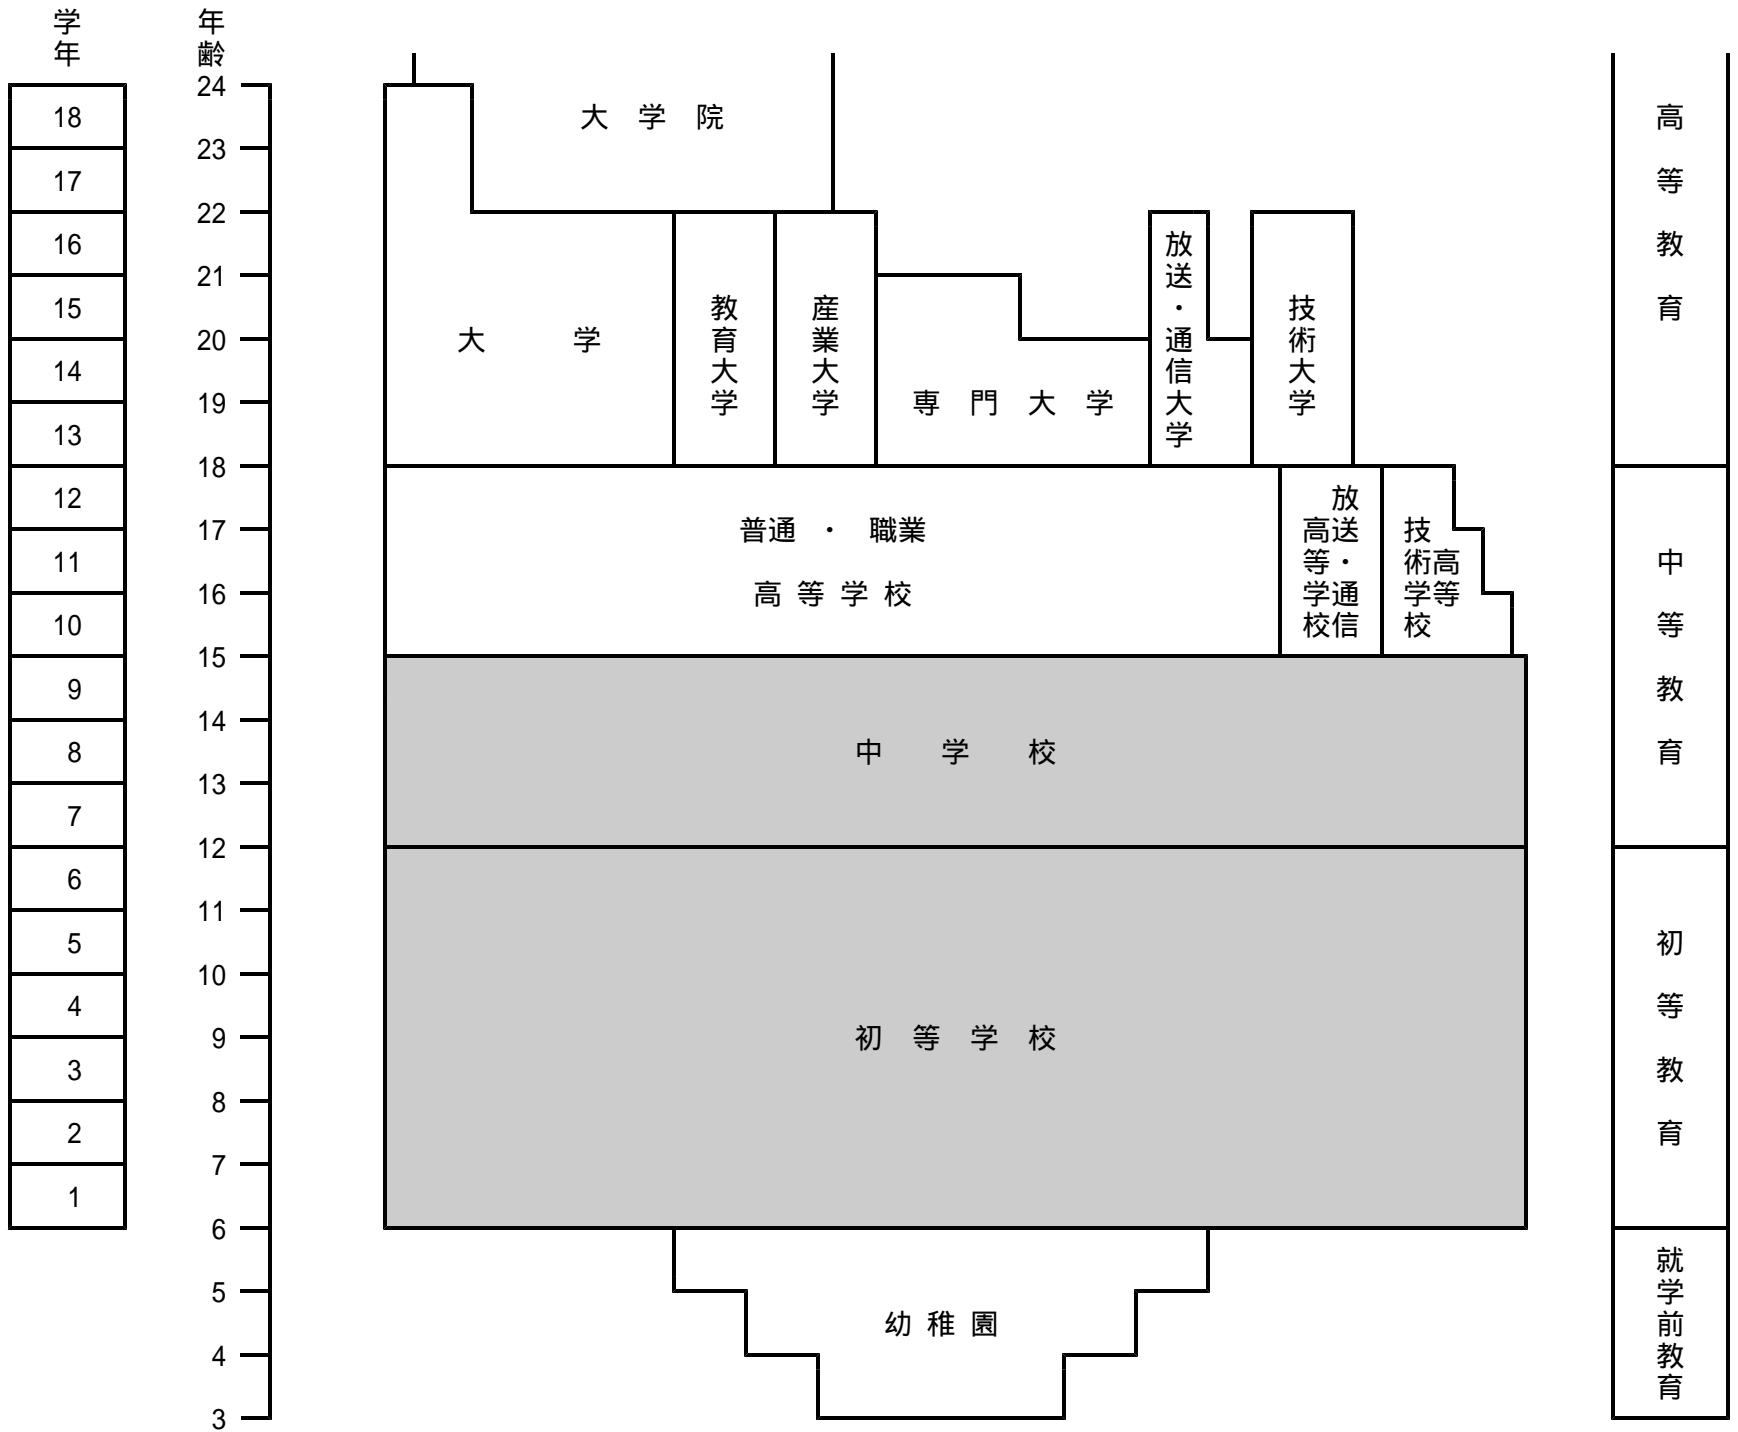 学年
年齢
24
23
22
21
20
19
18
17
16
15
14
13
12
11
10
9
8
7
6
5
4
3
18
17
16
15
14
13
12
11
10
9
8
7
6
5
4
3
2
1
大学院
大学
教育大学
産業大学
専門大学
放送・通信大学
技術大学
普通・職業
高等学校
放送・通信
高等学校
技術学校
高等
中学校
初等学校
幼稚園
高等教育
中等教育
初等教育
就学前教育